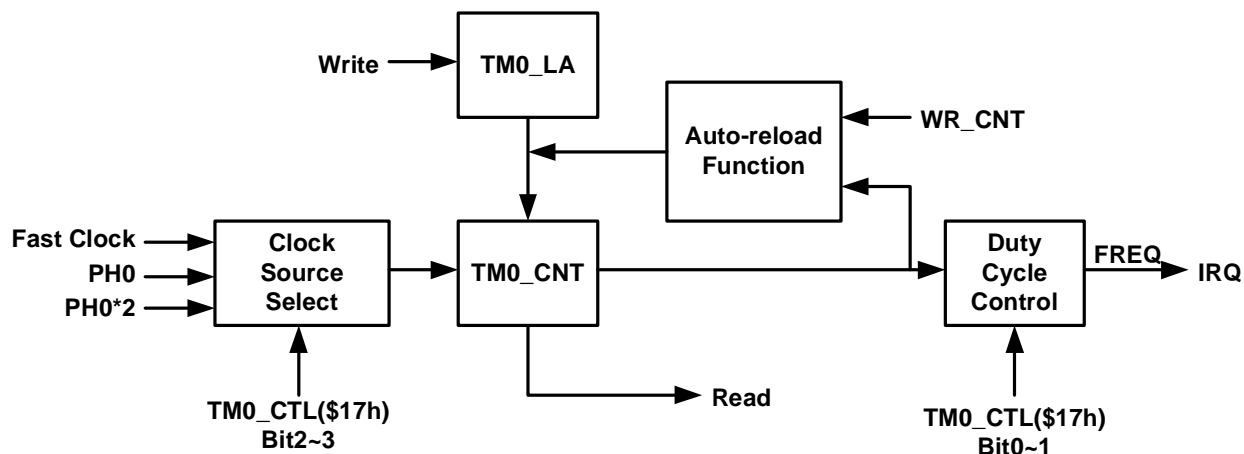 Write
TM0_LA
Auto-reload
Function
WR_CNT
Fast Clock
PH0
PH0*2
Clock
Source
Select
TM0_CNT
Duty
Cycle
Control
FREQ
IRQ
Read
TM0_CTL($17h)
Bit2~3
TM0_CTL($17h)
Bit0~1